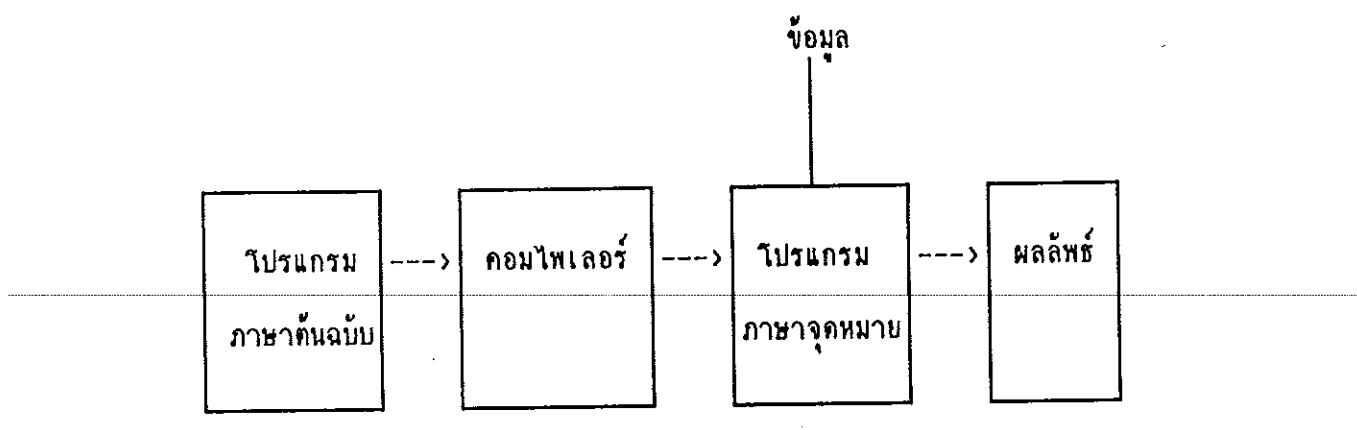 ข้อมูล
โปรแกรม ---> คอมไพเลอร์ ---> โปรแกรม ---> ผลลัพธ์
ภาษาต้นฉบับ ภาษาจุดหมาย